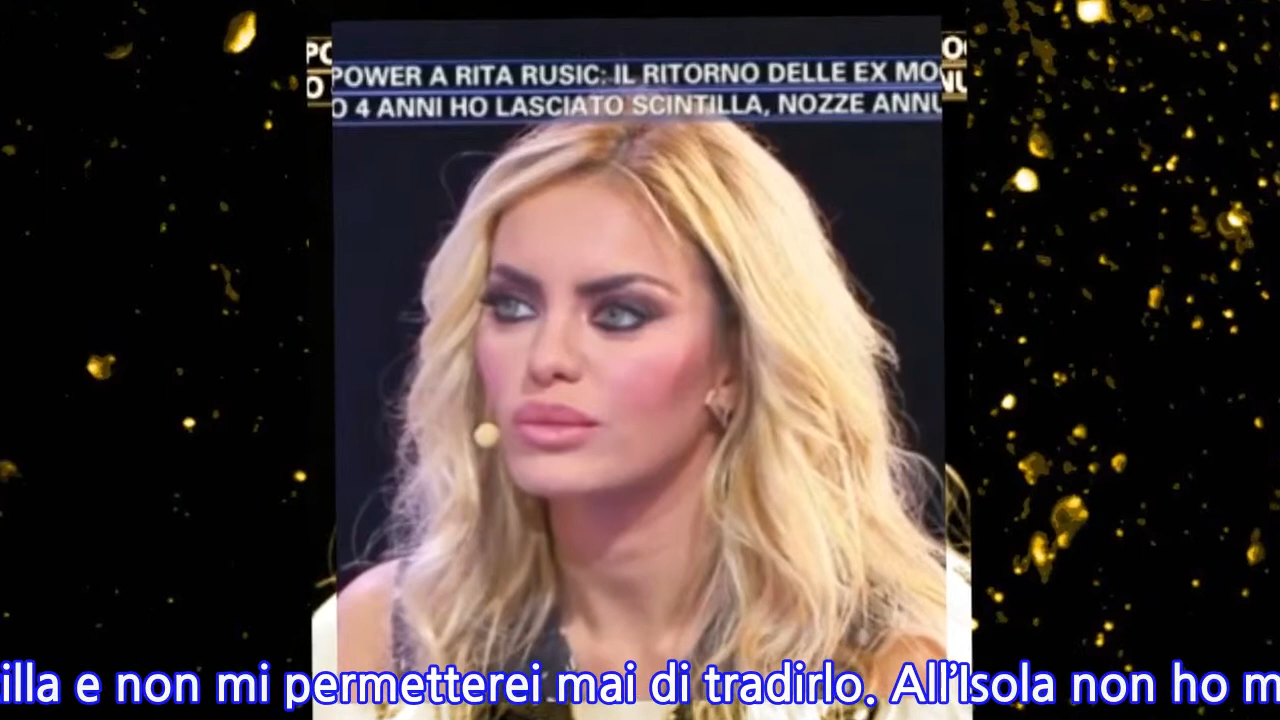 POWER A RITA RUSIC: IL RITORNO DELLE EX MO
O 4 ANNI HO LASCIATO SCINTILLA, NOZZE ANNU
illa e non mi permetterei mai di tradirlo. All'Isola non ho m